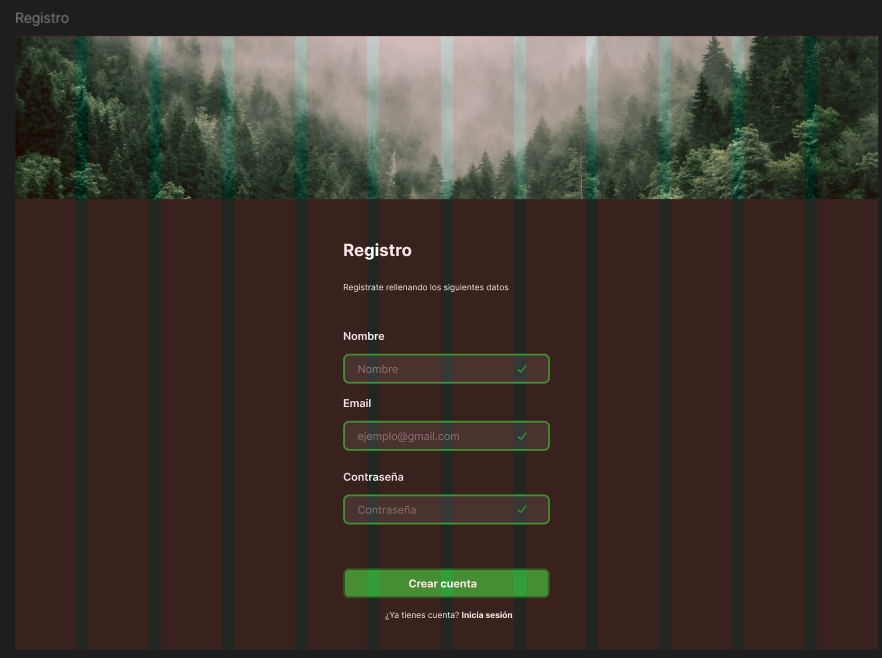 Registro
Registro
Registrate rellenando los siguientes datos
Nombre
Nombre
Email
ejemplo@gmail.com
Contraseña
Contraseña
Crear cuenta
¿Ya tienes cuenta? Inicia sesión